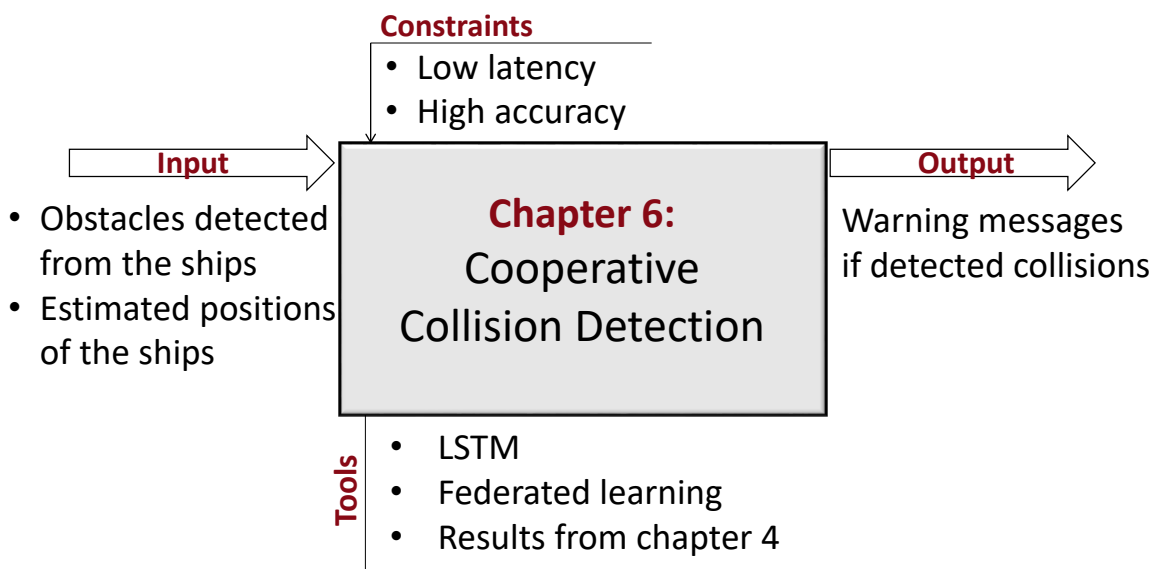 Constraints
• Low latency
• High accuracy
Input
• Obstacles detected
from the ships
• Estimated positions
of the ships
Chapter 6:
Cooperative
Collision Detection
Output
Warning messages
if detected collisions
Tools
• LSTM
• Federated learning
• Results from chapter 4